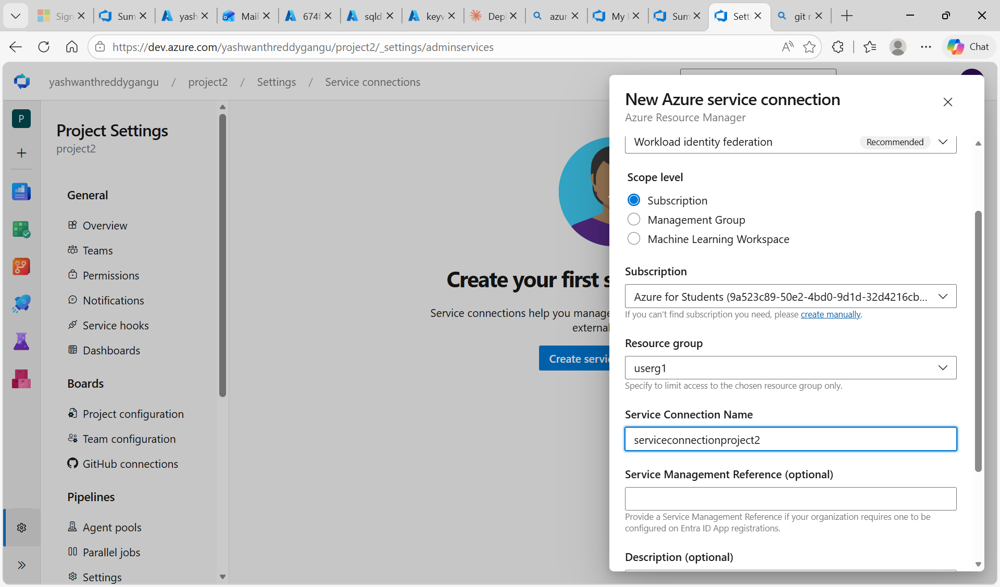 Sign
Sum
yash
Mail
674f
sqld
keyv
Depl
azur
My
Sum
Setti
git r
https://dev.azure.com/yashwanthreddygangu/project2/_settings/adminservices
Chat
yashwanthreddygangu / project2 / Settings / Service connections
P
Project Settings
project2
General
Overview
Teams
Permissions
Notifications
Service hooks
Dashboards
Boards
Project configuration
Team configuration
GitHub connections
Pipelines
Agent pools
Parallel jobs
Settings
Create your first s
Service connections help you manage
external
Create servic
New Azure service connection
Azure Resource Manager
Workload identity federation
Recommended
Scope level
Subscription
Management Group
Machine Learning Workspace
Subscription
Azure for Students (9a523c89-50e2-4bd0-9d1d-32d4216cb...
If you can't find subscription you need, please create manually.
Resource group
userg1
Specify to limit access to the chosen resource group only.
Service Connection Name
serviceconnectionproject2
Service Management Reference (optional)
Provide a Service Management Reference if your organization requires one to be
configured on Entra ID App registrations.
Description (optional)